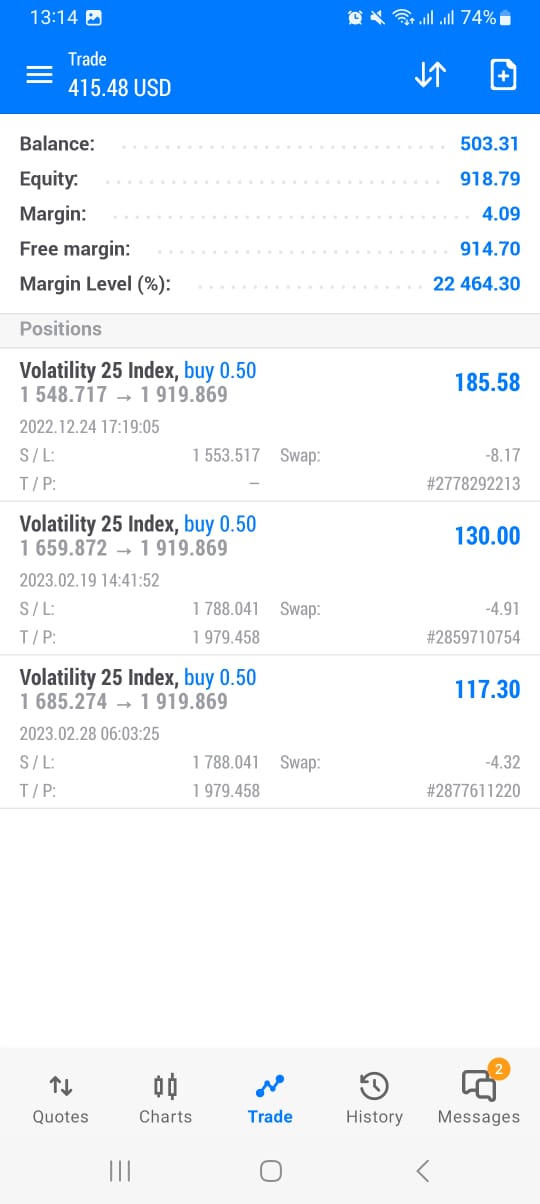 13:14 74%
Trade
415.48 USD
Balance: 503.31
Equity: 918.79
Margin: 4.09
Free margin: 914.70
Margin Level (%): 22 464.30
Positions
Volatility 25 Index, buy 0.50 185.58
1 548.717 → 1 919.869
2022.12.24 17:19:05
S / L: 1 553.517 Swap: -8.17
T / P: – #2778292213
Volatility 25 Index, buy 0.50 130.00
1 659.872 → 1 919.869
2023.02.19 14:41:52
S / L: 1 788.041 Swap: -4.91
T / P: 1 979.458 #2859710754
Volatility 25 Index, buy 0.50 117.30
1 685.274 → 1 919.869
2023.02.28 06:03:25
S / L: 1 788.041 Swap: -4.32
T / P: 1 979.458 #2877611220
2
Quotes Charts Trade History Messages